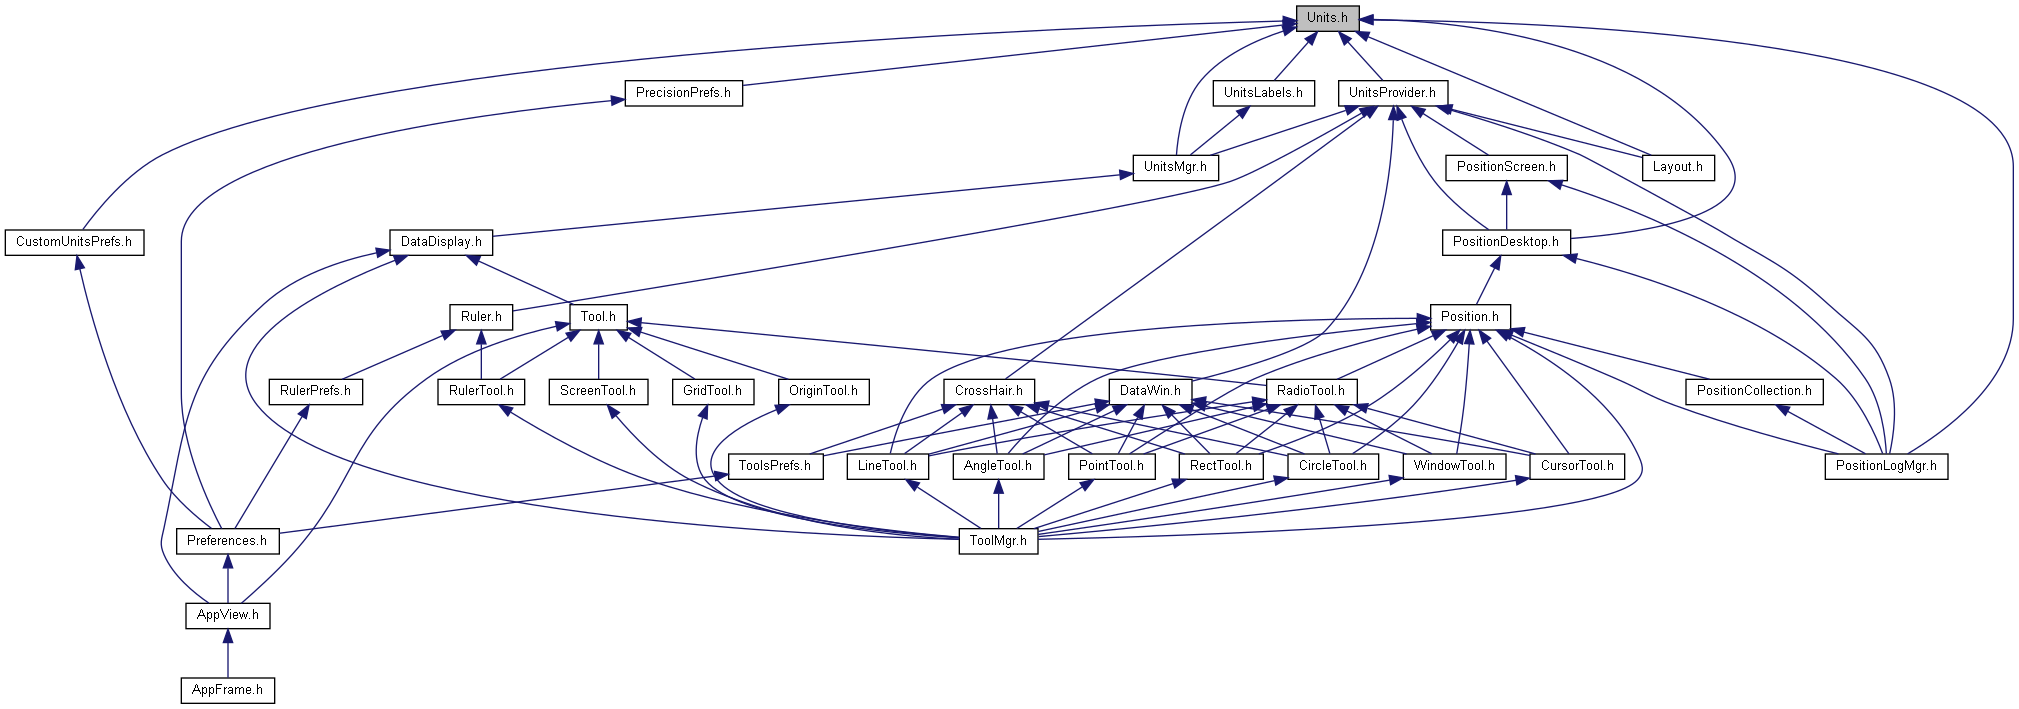 Units.h
PrecisionPrefs.h
UnitsLabels.h
UnitsProvider.h
UnitsMgr.h
PositionScreen.h
Layout.h
CustomUnitsPrefs.h
DataDisplay.h
PositionDesktop.h
Ruler.h
Tool.h
Position.h
RulerPrefs.h
RulerTool.h
ScreenTool.h
GridTool.h
OriginTool.h
CrossHair.h
DataWin.h
RadioTool.h
PositionCollection.h
ToolsPrefs.h
LineTool.h
AngleTool.h
PointTool.h
RectTool.h
CircleTool.h
WindowTool.h
CursorTool.h
PositionLogMgr.h
Preferences.h
ToolMgr.h
AppView.h
AppFrame.h